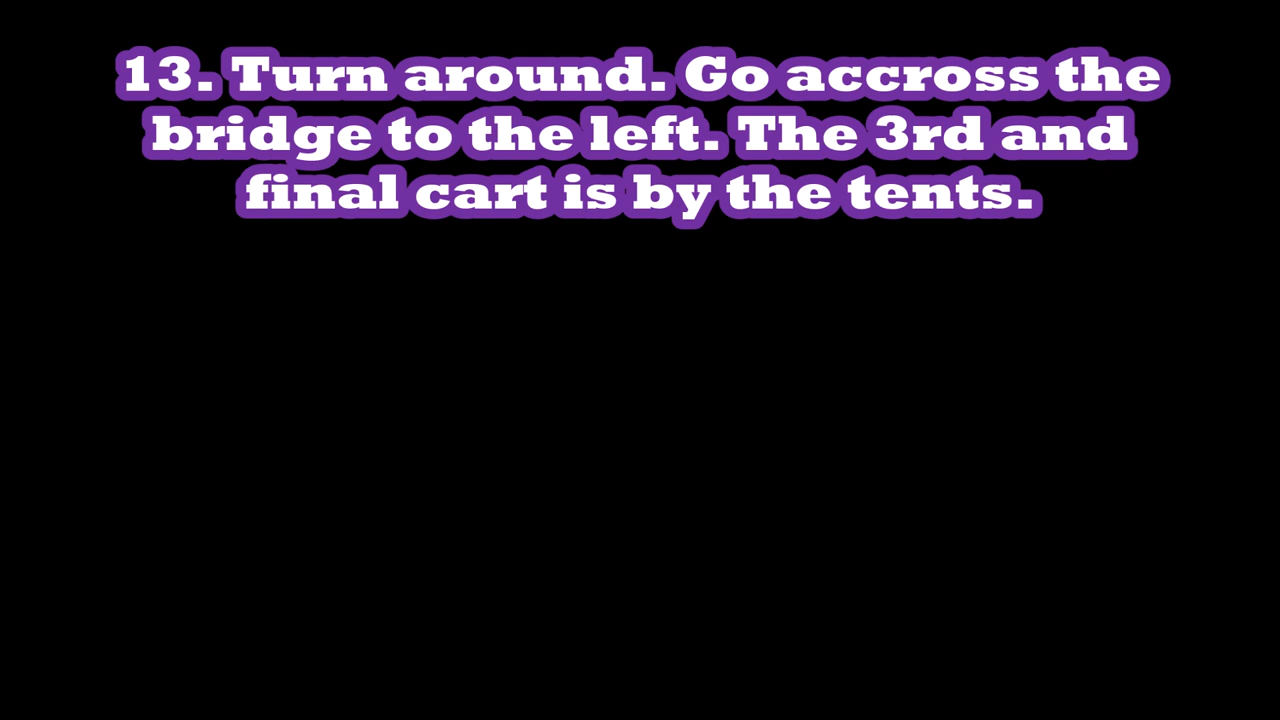 13. Turn around. Go accross the
bridge to the left. The 3rd and
final cart is by the tents.